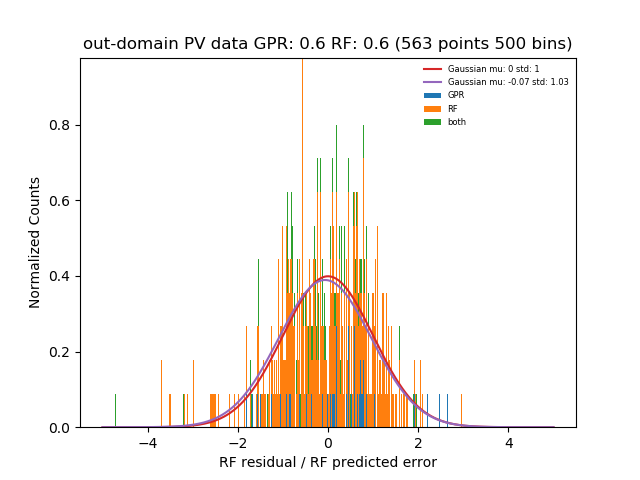 out-domain PV data GPR: 0.6 RF: 0.6 (563 points 500 bins)
Gaussian mu: 0 std: 1
Gaussian mu: -0.07 std: 1.03
GPR
RF
both
Normalized Counts
0.8
0.6
0.4
0.2
0.0
−4
−2
0
2
4
RF residual / RF predicted error